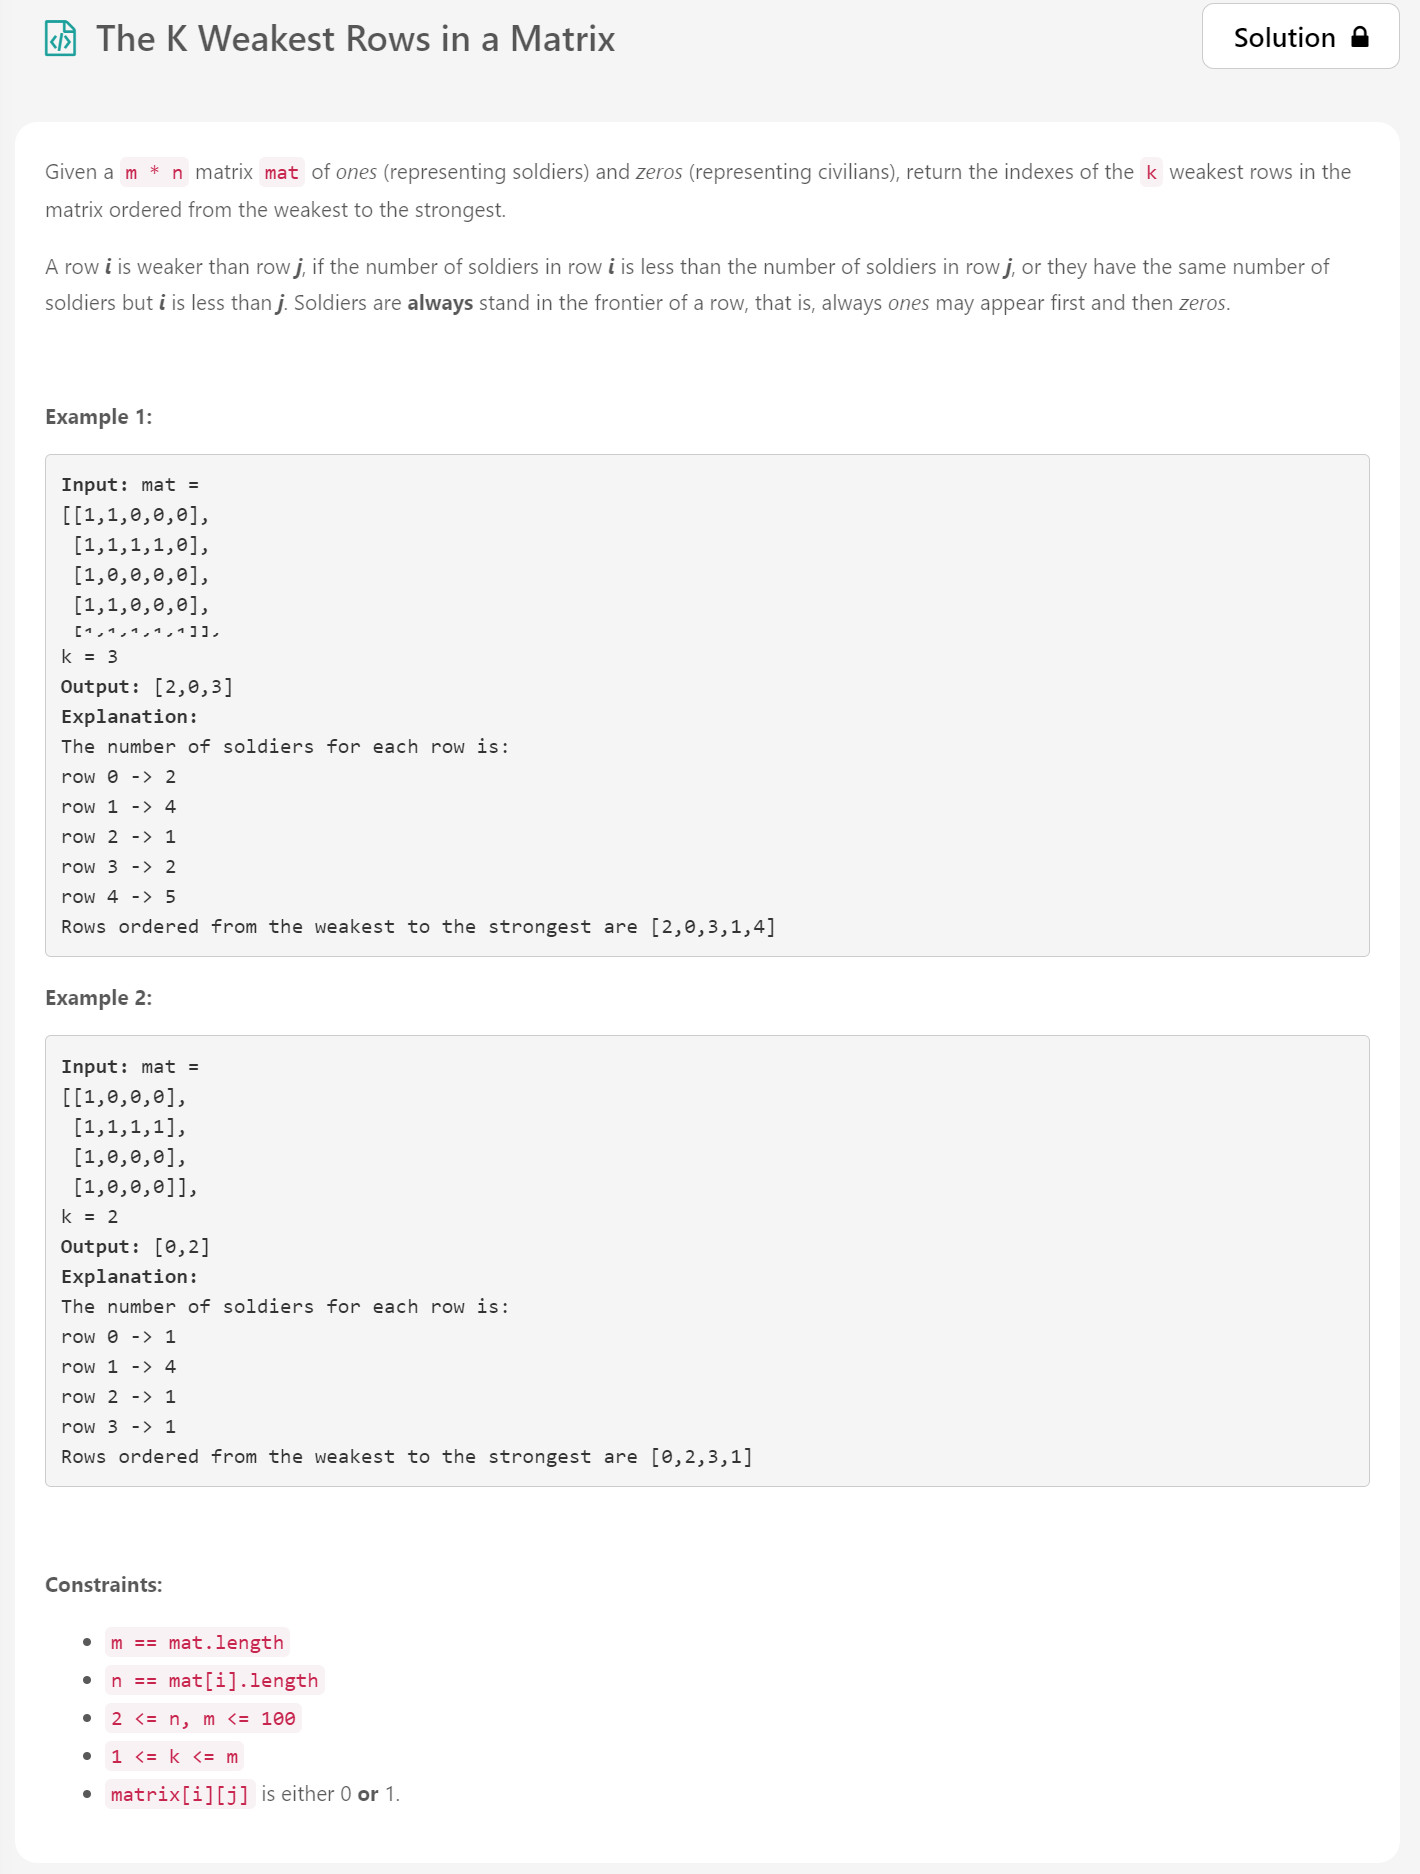 The K Weakest Rows in a Matrix
Solution
Given a m * n matrix mat of ones (representing soldiers) and zeros (representing civilians), return the indexes of the k weakest rows in the
matrix ordered from the weakest to the strongest.
A row i is weaker than row j, if the number of soldiers in row i is less than the number of soldiers in row j, or they have the same number of
soldiers but i is less than j. Soldiers are always stand in the frontier of a row, that is, always ones may appear first and then zeros.
Example 1:
Input: mat =
[[1,1,0,0,0],
[1,1,1,1,0],
[1,0,0,0,0],
[1,1,0,0,0],
[1,1,1,1,1]],
k = 3
Output: [2,0,3]
Explanation:
The number of soldiers for each row is:
row 0 -> 2
row 1 -> 4
row 2 -> 1
row 3 -> 2
row 4 -> 5
Rows ordered from the weakest to the strongest are [2,0,3,1,4]
Example 2:
Input: mat =
[[1,0,0,0],
[1,1,1,1],
[1,0,0,0],
[1,0,0,0]],
k = 2
Output: [0,2]
Explanation:
The number of soldiers for each row is:
row 0 -> 1
row 1 -> 4
row 2 -> 1
row 3 -> 1
Rows ordered from the weakest to the strongest are [0,2,3,1]
Constraints:
m == mat.length
n == mat[i].length
2 <= n, m <= 100
1 <= k <= m
matrix[i][j] is either 0 or 1.